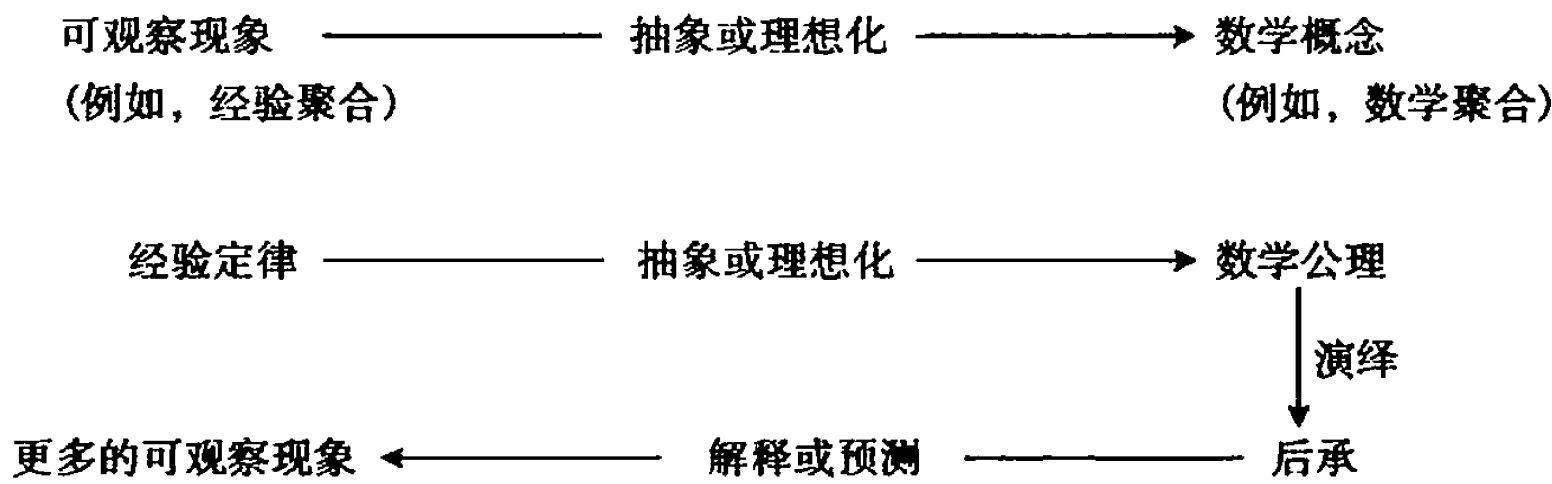 可观察现象 抽象或理想化 数学概念
(例如，经验聚合) (例如，数学聚合)
经验定律 抽象或理想化 数学公理
演绎
更多的可观察现象 解释或预测 后承